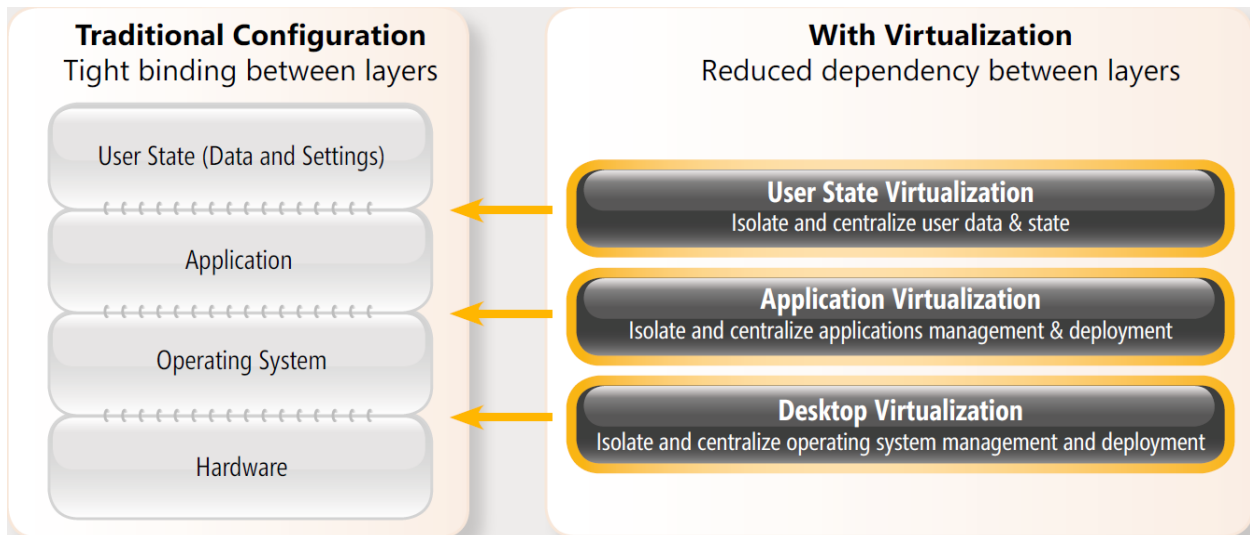 Traditional Configuration
Tight binding between layers
User State (Data and Settings)
Application
Operating System
Hardware
With Virtualization
Reduced dependency between layers
User State Virtualization
Isolate and centralize user data & state
Application Virtualization
Isolate and centralize applications management & deployment
Desktop Virtualization
Isolate and centralize operating system management and deployment